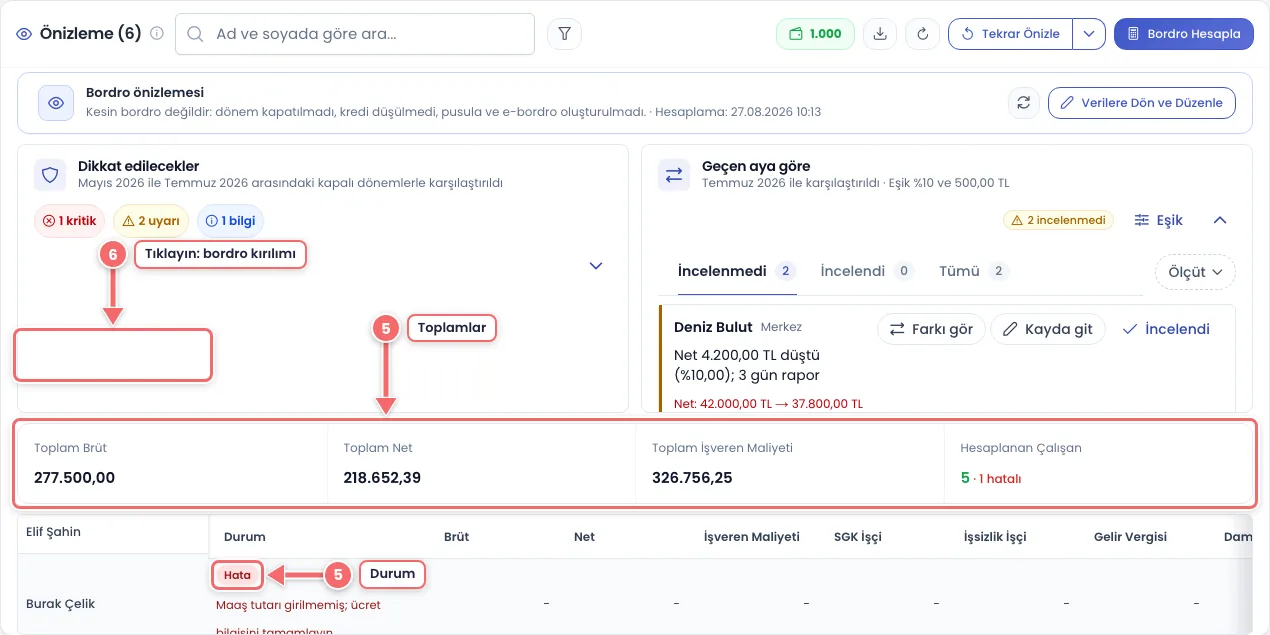 Önizleme (6)
Ad ve soyada göre ara...
1.000
Tekrar Önizle
Bordro Hesapla
Bordro önizlemesi
Kesin bordro değildir: dönem kapatılmadı, kredi düşülmedi, pusula ve e-bordro oluşturulmadı. · Hesaplama: 27.08.2026 10:13
Verilere Dön ve Düzenle
Dikkat edilecekler
Mayıs 2026 ile Temmuz 2026 arasındaki kapalı dönemlerle karşılaştırıldı
1 kritik
2 uyarı
1 bilgi
6
Tıklayın: bordro kırılımı
5
Toplamlar
Geçen aya göre
Temmuz 2026 ile karşılaştırıldı · Eşik %10 ve 500,00 TL
2 incelenmedi
Eşik
İncelenmedi 2
İncelendi 0
Tümü 2
Ölçüt
Deniz Bulut Merkez
Farkı gör
Kayda git
İncelendi
Net 4.200,00 TL düştü
(%10,00); 3 gün rapor
Net: 42.000,00 TL → 37.800,00 TL
Toplam Brüt
277.500,00
Toplam Net
218.652,39
Toplam İşveren Maliyeti
326.756,25
Hesaplanan Çalışan
5 · 1 hatalı
Elif Şahin
Durum
Brüt
Net
İşveren Maliyeti
SGK İşçi
İşsizlik İşçi
Gelir Vergisi
Dam
Hata
5
Durum
Burak Çelik
Maaş tutarı girilmemiş; ücret
- - - - - -
bilgisini tamamlayın